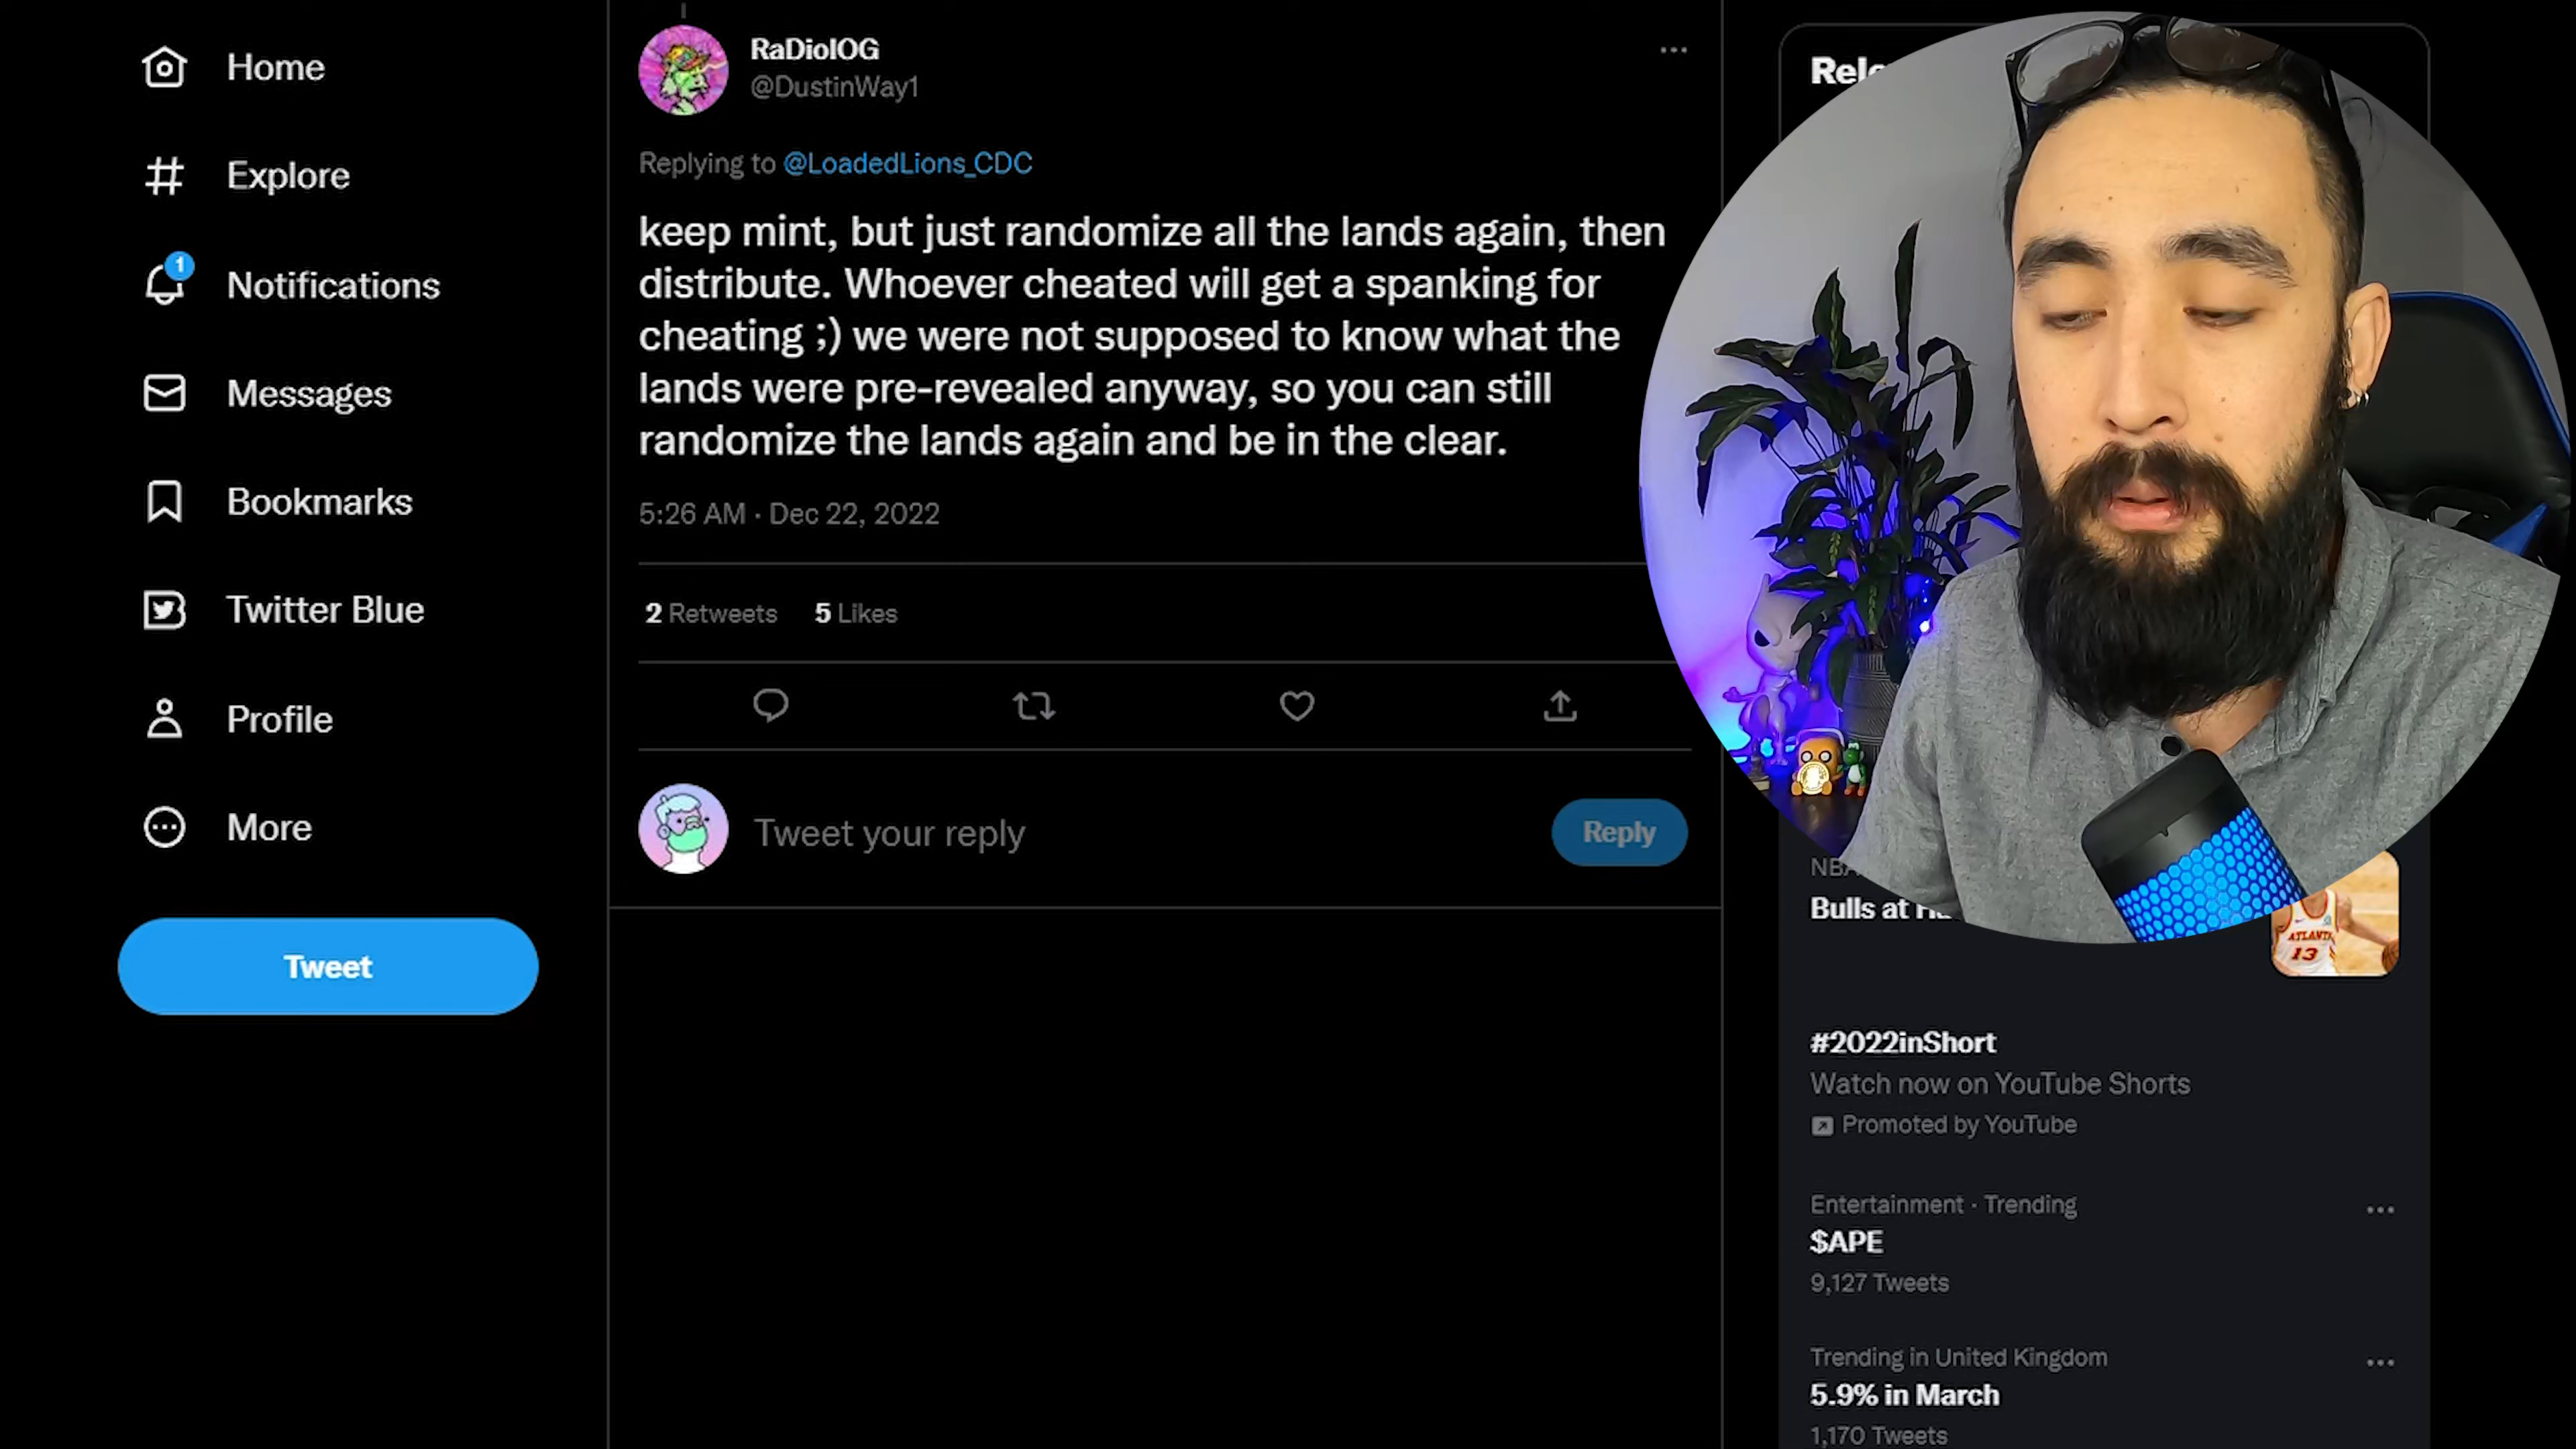 Home
Explore
1
Notifications
Messages
Bookmarks
Twitter Blue
Profile
More
Tweet
RaDiolOG
@DustinWay1
Replying to @LoadedLions_CDC
keep mint, but just randomize all the lands again, then
distribute. Whoever cheated will get a spanking for
cheating ;) we were not supposed to know what the
lands were pre-revealed anyway, so you can still
randomize the lands again and be in the clear.
5:26 AM · Dec 22, 2022
2 Retweets 5 Likes
Tweet your reply
Reply
Bulls at
ATLANTA
13
#2022inShort
Watch now on YouTube Shorts
Promoted by YouTube
Entertainment · Trending
$APE
9,127 Tweets
Trending in United Kingdom
5.9% in March
1,170 Tweets